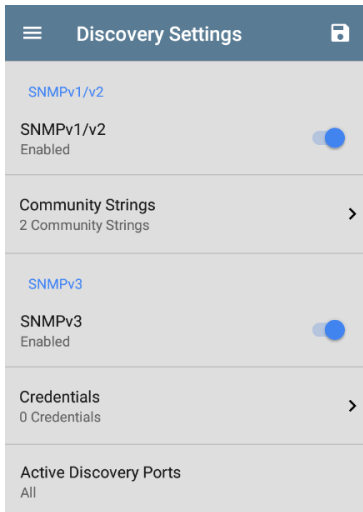 Discovery Settings
SNMPv1/v2
SNMPv1/v2
Enabled
Community Strings
2 Community Strings
SNMPv3
SNMPv3
Enabled
Credentials
0 Credentials
Active Discovery Ports
All